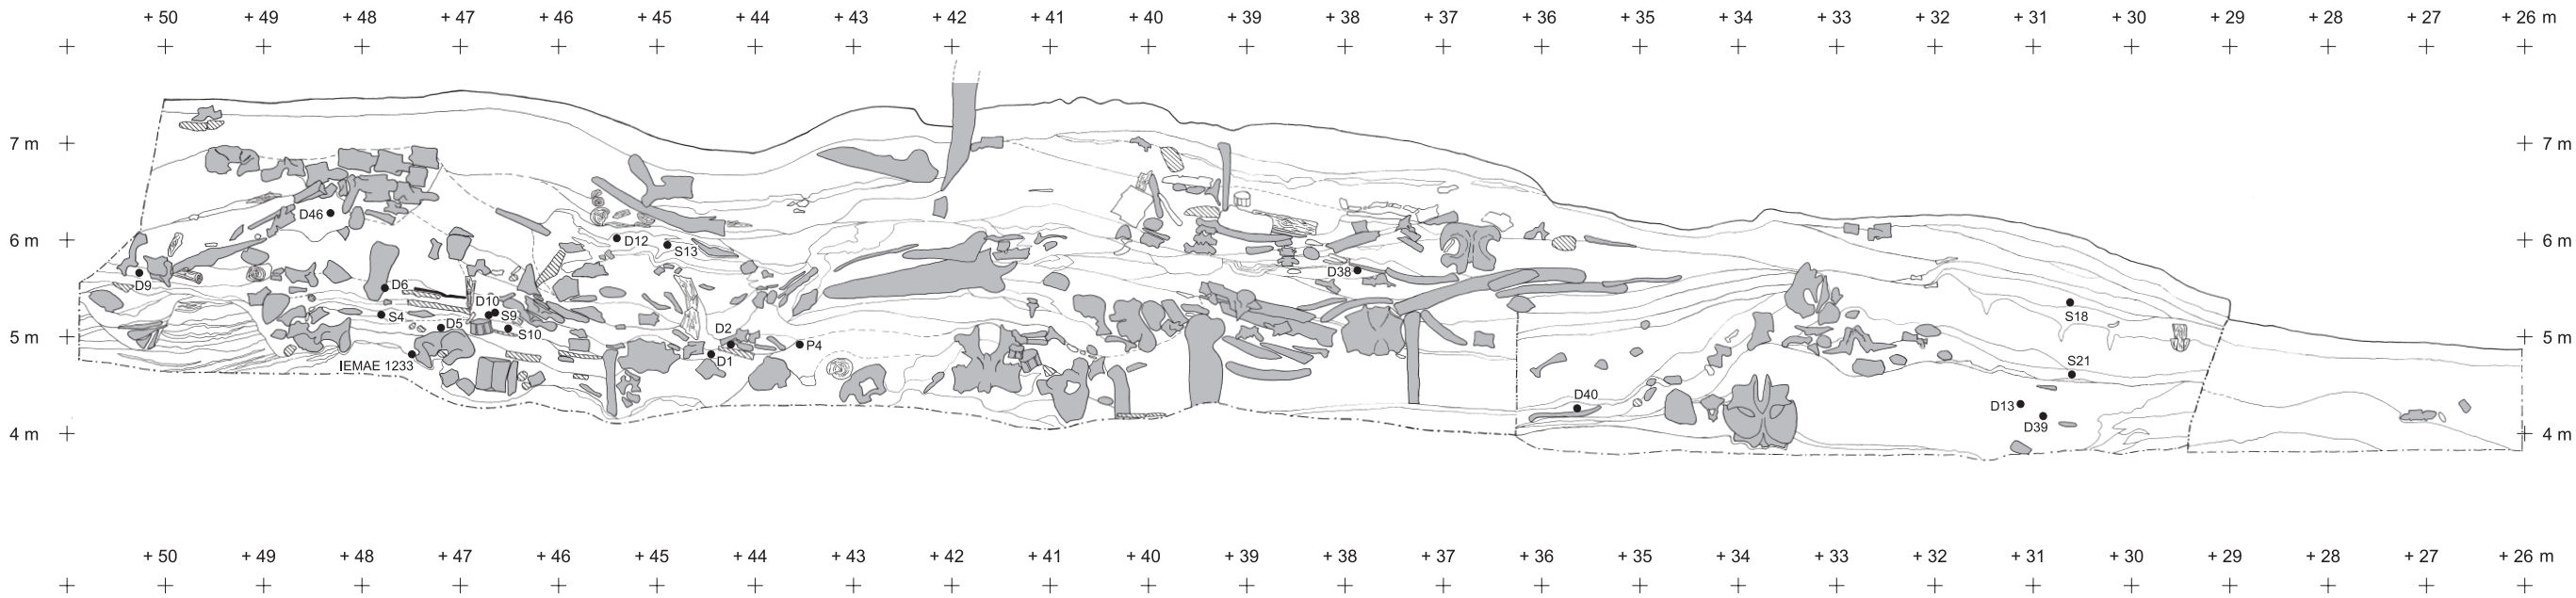 + 50 + 49 + 48 + 47 + 46 + 45 + 44 + 43 + 42 + 41 + 40 + 39 + 38 + 37 + 36 + 35 + 34 + 33 + 32 + 31 + 30 + 29 + 28 + 27 + 26 m
7 m 7 m
D46
6 m D12 S13 6 m
D9 D6 D38
D10
S4 D5 S9 S18
5 m S10 D2 P4 5 m
IEMAE 1233 D1 S21
D40 D13
4 m D39 4 m
+ 50 + 49 + 48 + 47 + 46 + 45 + 44 + 43 + 42 + 41 + 40 + 39 + 38 + 37 + 36 + 35 + 34 + 33 + 32 + 31 + 30 + 29 + 28 + 27 + 26 m